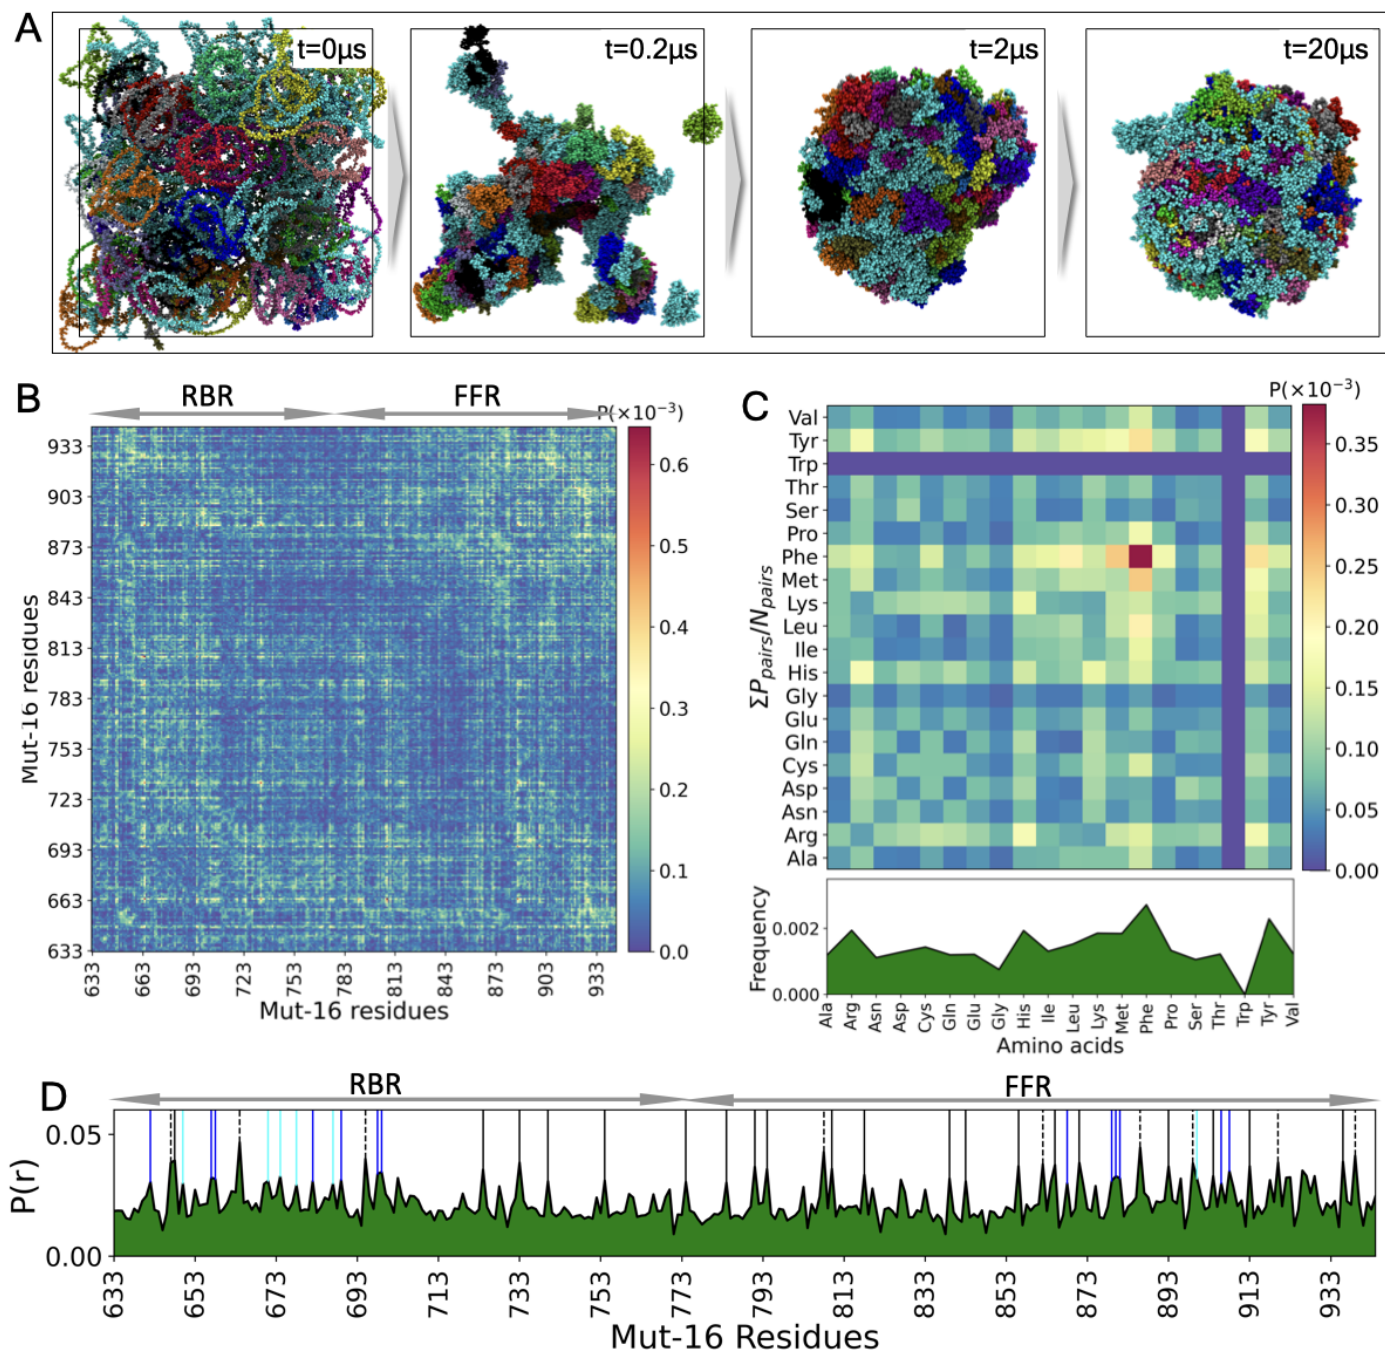 A
t=0μs
t=0.2μs
t=2μs
t=20μs
B
RBR
FFR
P(×10⁻³)
933
903
873
843
813
783
753
723
693
663
633
Mut-16 residues
0.6
0.5
0.4
0.3
0.2
0.1
0.0
633
663
693
723
753
783
813
843
873
903
933
Mut-16 residues
C
P(×10⁻³)
Val
Tyr
Trp
Thr
Ser
Pro
Phe
Met
Lys
Leu
Ile
His
Gly
Glu
Gln
Cys
Asp
Asn
Arg
Ala
ΣP_pairs/N_pairs
0.35
0.30
0.25
0.20
0.15
0.10
0.05
0.00
Frequency
0.002
0.000
Ala
Arg
Asn
Asp
Cys
Gln
Glu
Gly
His
Ile
Leu
Lys
Met
Phe
Pro
Ser
Thr
Trp
Tyr
Val
Amino acids
D
RBR
FFR
P(r)
0.05
0.00
633
653
673
693
713
733
753
773
793
813
833
853
873
893
913
933
Mut-16 Residues